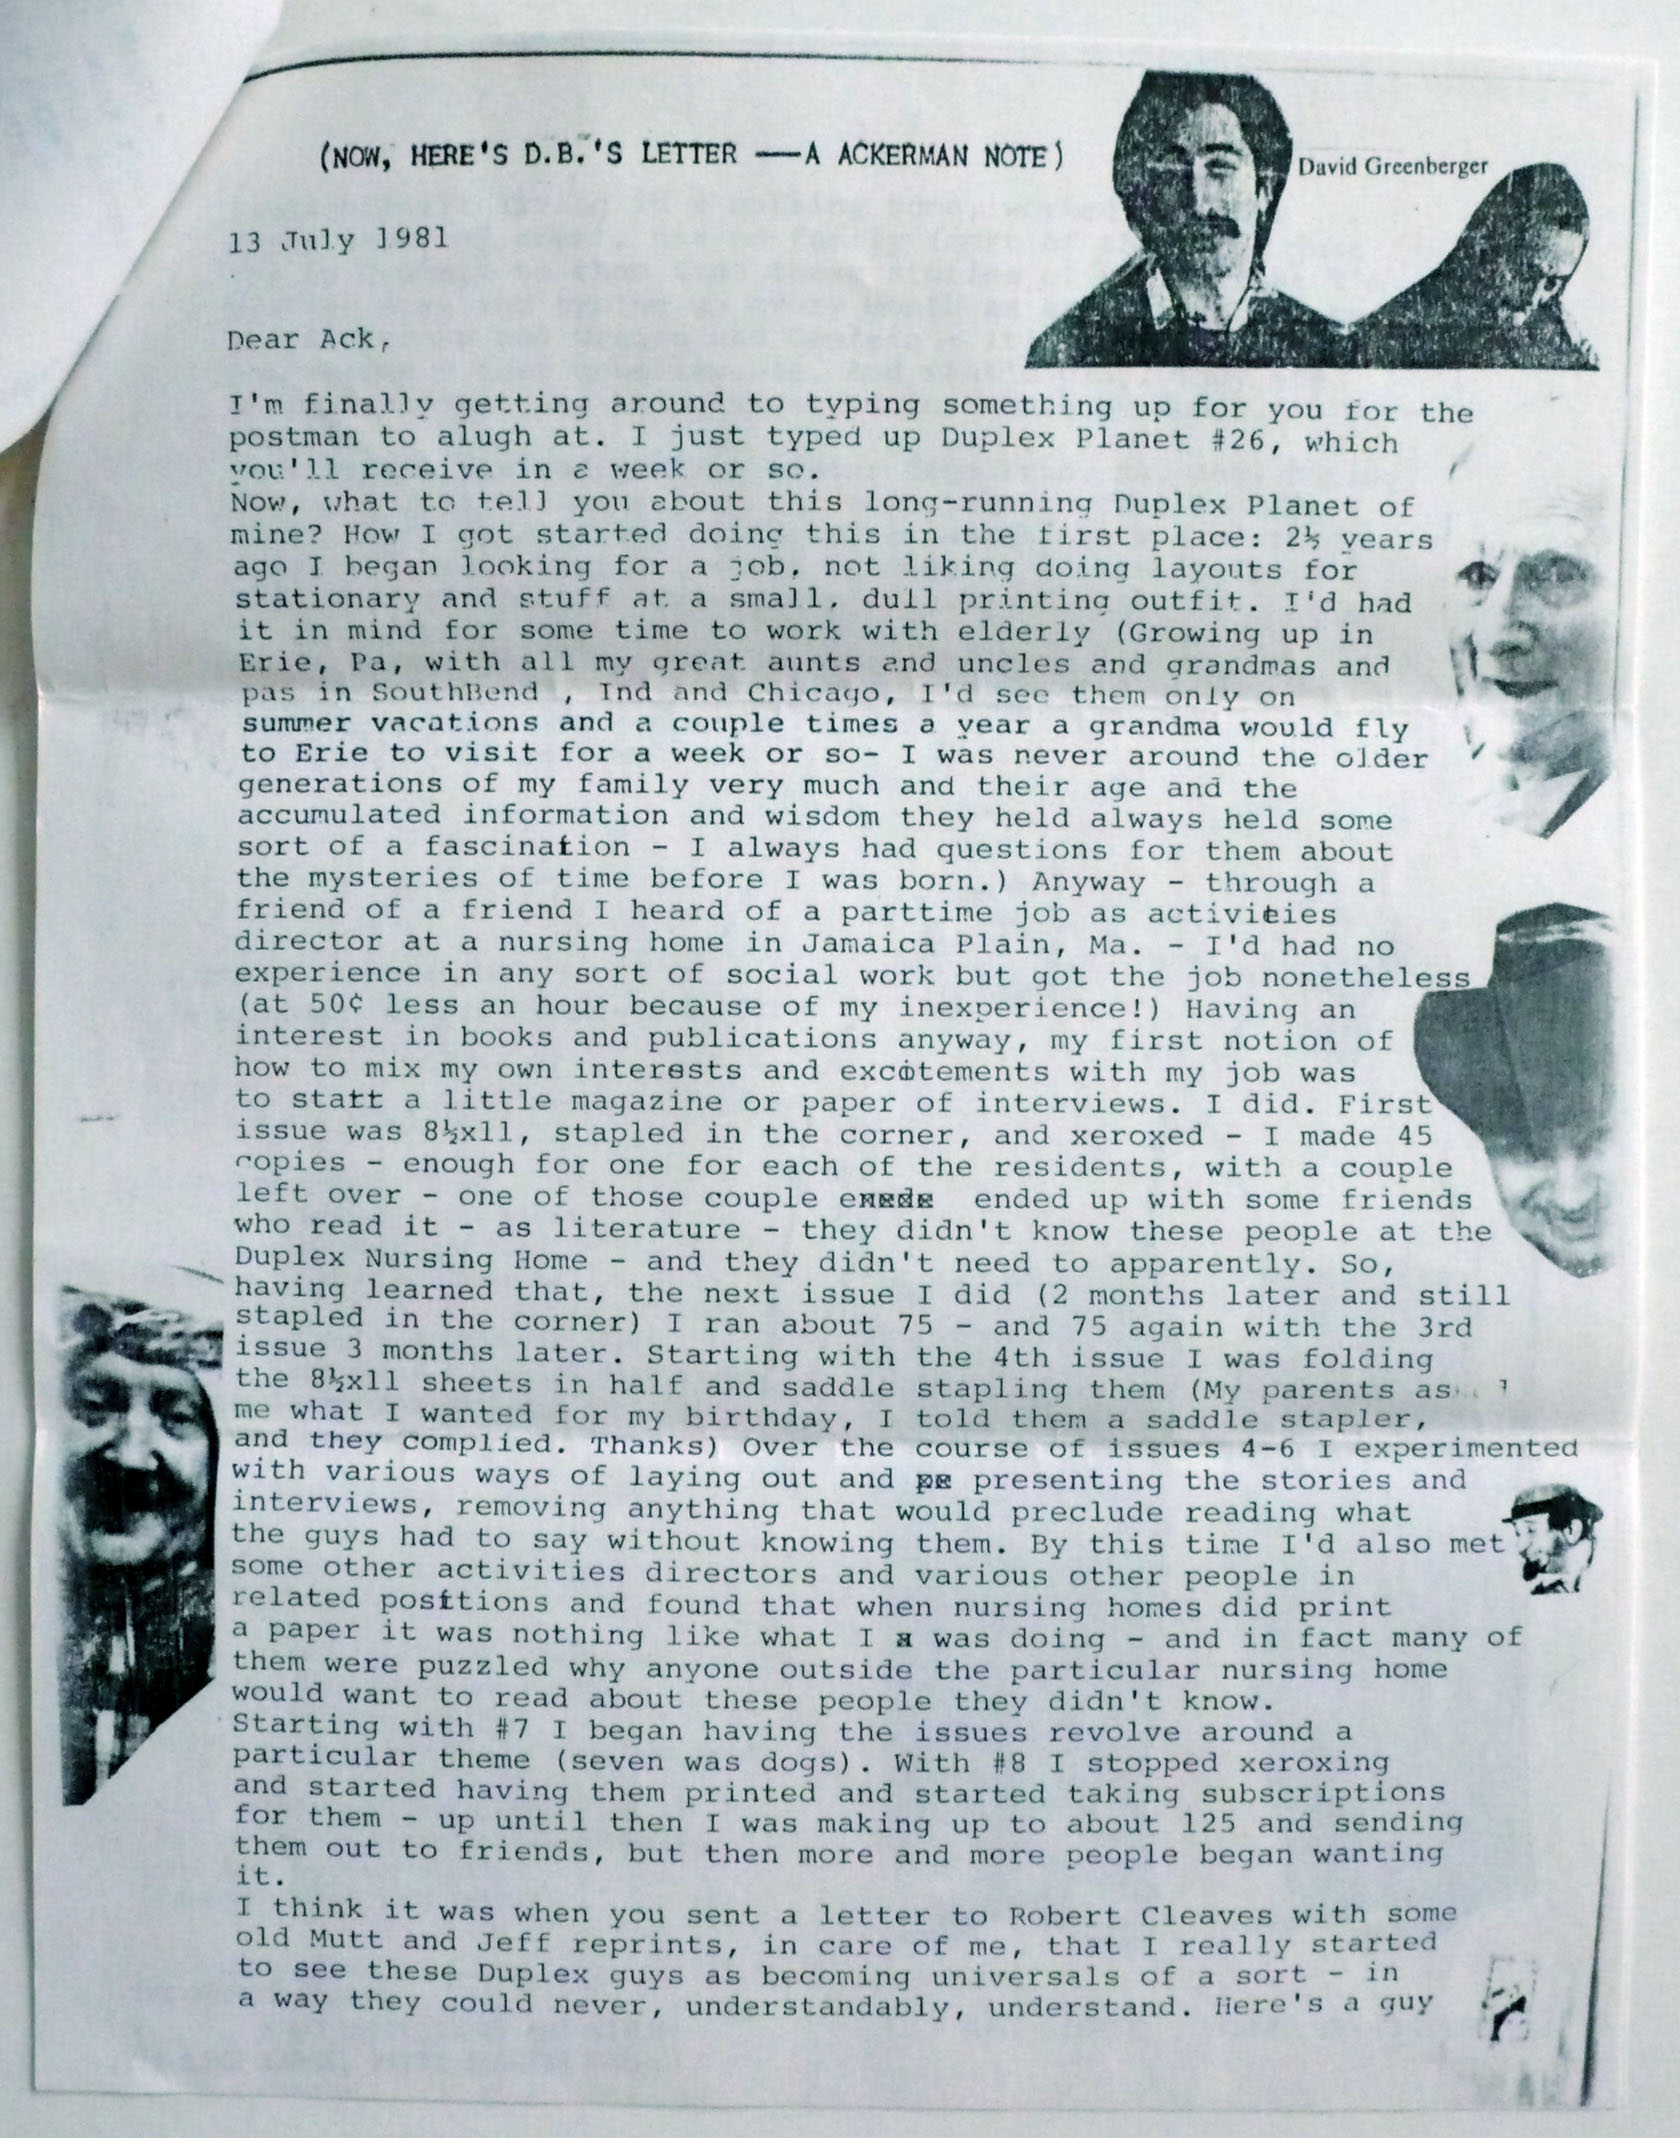 (NOW, HERE'S D.B.'S LETTER ——A ACKERMAN NOTE)
David Greenberger
13 July 1981
Dear Ack,
I'm finally getting around to typing something up for you for the
postman to alugh at. I just typed up Duplex Planet #26, which
you'll receive in a week or so.
Now, what to tell you about this long-running Duplex Planet of
mine? How I got started doing this in the first place: 2½ years
ago I began looking for a job, not liking doing layouts for
stationary and stuff at a small, dull printing outfit. I'd had
it in mind for some time to work with elderly (Growing up in
Erie, Pa, with all my great aunts and uncles and grandmas and
pas in SouthBend , Ind and Chicago, I'd see them only on
summer vacations and a couple times a year a grandma would fly
to Erie to visit for a week or so- I was never around the older
generations of my family very much and their age and the
accumulated information and wisdom they held always held some
sort of a fascination - I always had questions for them about
the mysteries of time before I was born.) Anyway - through a
friend of a friend I heard of a parttime job as activities
director at a nursing home in Jamaica Plain, Ma. - I'd had no
experience in any sort of social work but got the job nonetheless
(at 50¢ less an hour because of my inexperience!) Having an
interest in books and publications anyway, my first notion of
how to mix my own interests and excitements with my job was
to statt a little magazine or paper of interviews. I did. First
issue was 8½x11, stapled in the corner, and xeroxed - I made 45
copies - enough for one for each of the residents, with a couple
left over - one of those couple ended up with some friends
who read it - as literature - they didn't know these people at the
Duplex Nursing Home - and they didn't need to apparently. So,
having learned that, the next issue I did (2 months later and still
stapled in the corner) I ran about 75 - and 75 again with the 3rd
issue 3 months later. Starting with the 4th issue I was folding
the 8½x11 sheets in half and saddle stapling them (My parents as
me what I wanted for my birthday, I told them a saddle stapler,
and they complied. Thanks) Over the course of issues 4-6 I experimented
with various ways of laying out and presenting the stories and
interviews, removing anything that would preclude reading what
the guys had to say without knowing them. By this time I'd also met
some other activities directors and various other people in
related posttions and found that when nursing homes did print
a paper it was nothing like what I was doing - and in fact many of
them were puzzled why anyone outside the particular nursing home
would want to read about these people they didn't know.
Starting with #7 I began having the issues revolve around a
particular theme (seven was dogs). With #8 I stopped xeroxing
and started having them printed and started taking subscriptions
for them - up until then I was making up to about 125 and sending
them out to friends, but then more and more people began wanting
it.
I think it was when you sent a letter to Robert Cleaves with some
old Mutt and Jeff reprints, in care of me, that I really started
to see these Duplex guys as becoming universals of a sort - in
a way they could never, understandably, understand. Here's a guy